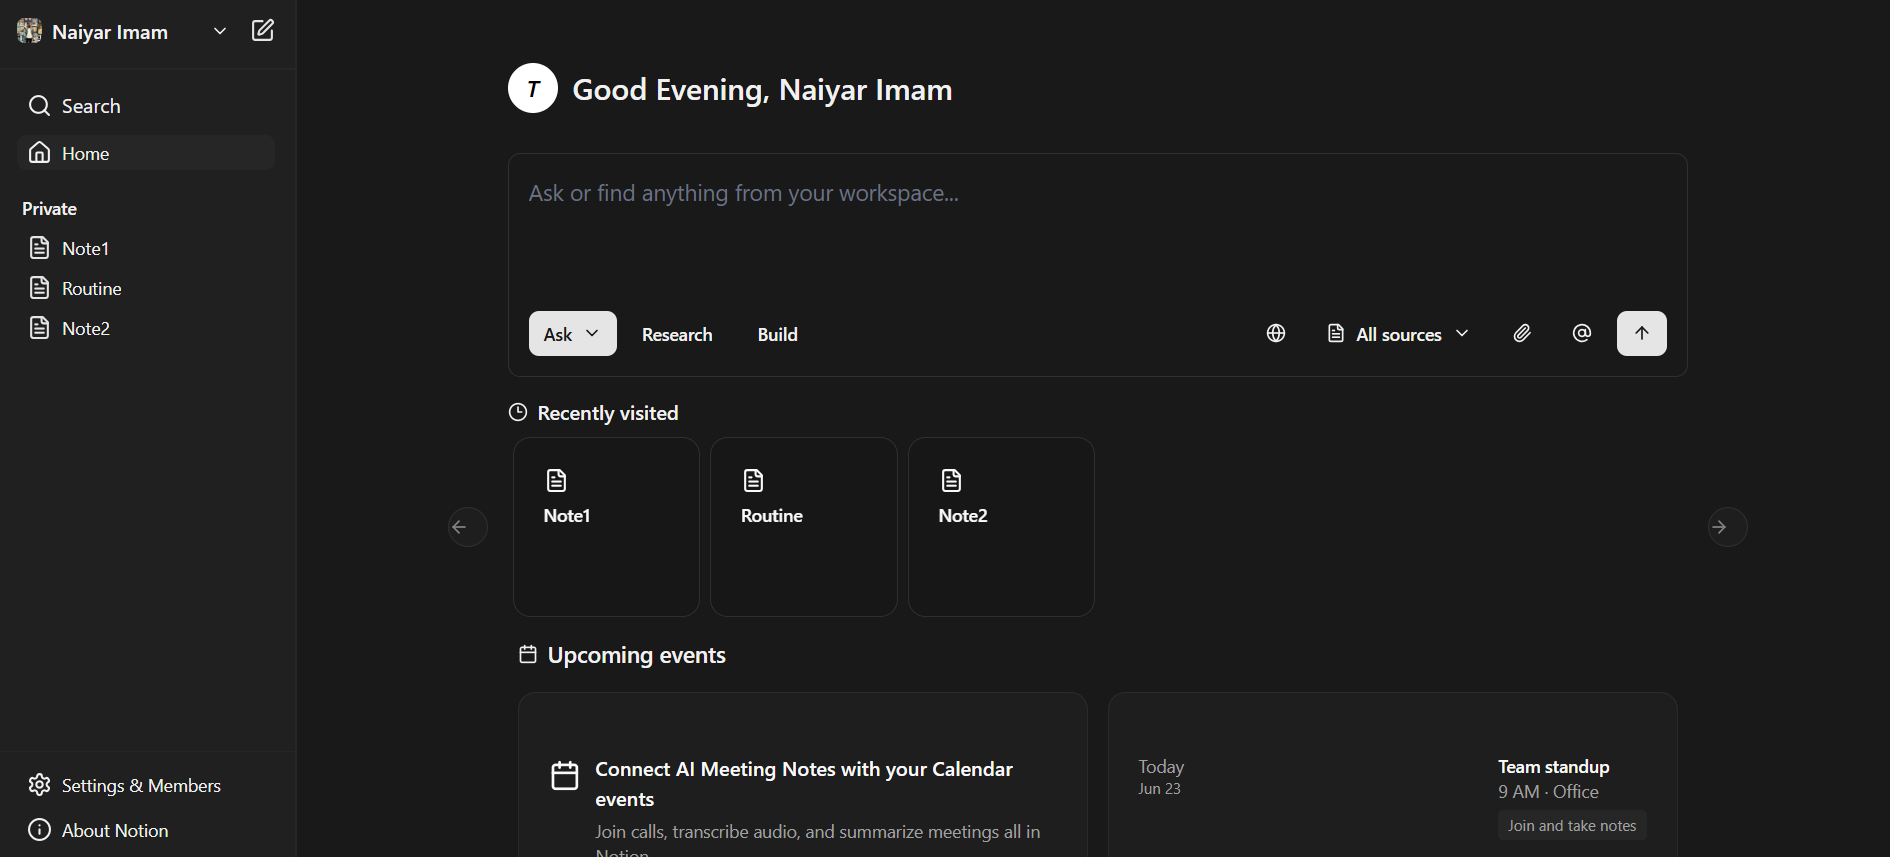 Naiyar Imam
Search
Home
Private
Note1
Routine
Note2
Settings & Members
About Notion
T
Good Evening, Naiyar Imam
Ask or find anything from your workspace...
Ask
Research
Build
All sources
@
Recently visited
Note1
Routine
Note2
Upcoming events
Connect AI Meeting Notes with your Calendar
events
Join calls, transcribe audio, and summarize meetings all in
Notion
Today
Jun 23
Team standup
9 AM · Office
Join and take notes